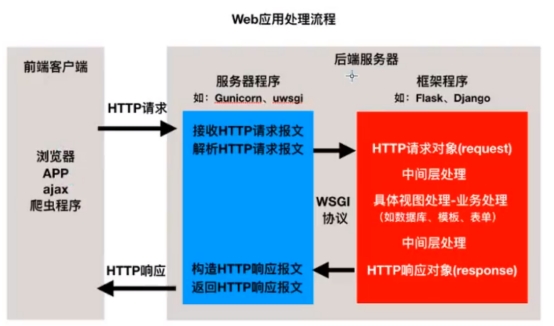 Web应用处理流程
前端客户端
浏览器
APP
ajax
爬虫程序
HTTP请求
HTTP响应
后端服务器
服务器程序
如：Gunicorn、uwsgi
接收HTTP请求报文
解析HTTP请求报文
构造HTTP响应报文
返回HTTP响应报文
WSGI
协议
框架程序
如：Flask、Django
HTTP请求对象(request)
中间层处理
具体视图处理-业务处理
（如数据库、模板、表单）
中间层处理
HTTP响应对象(response)